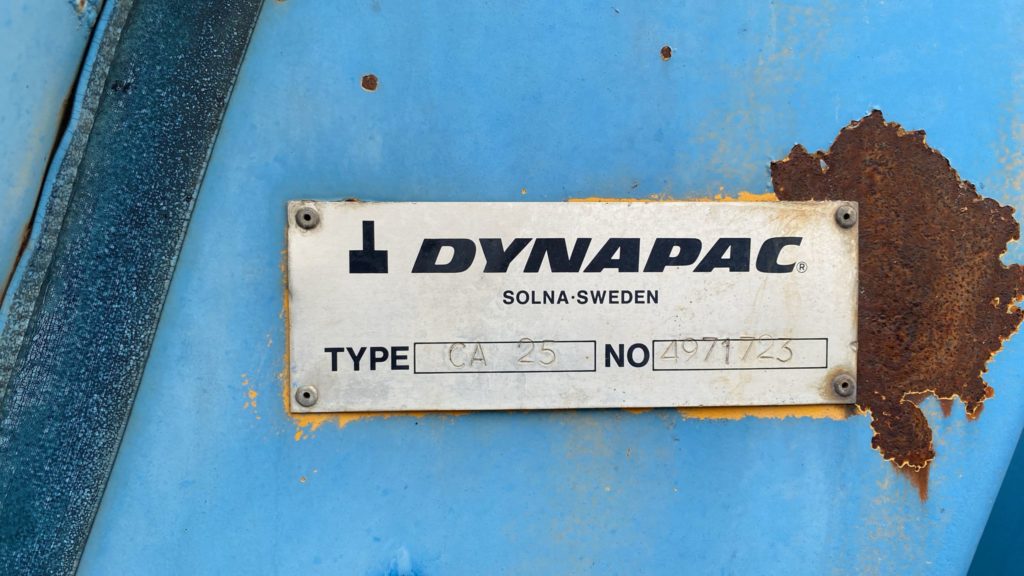 DYNAPAC®
SOLNA·SWEDEN
TYPE CA 25 NO 4971723